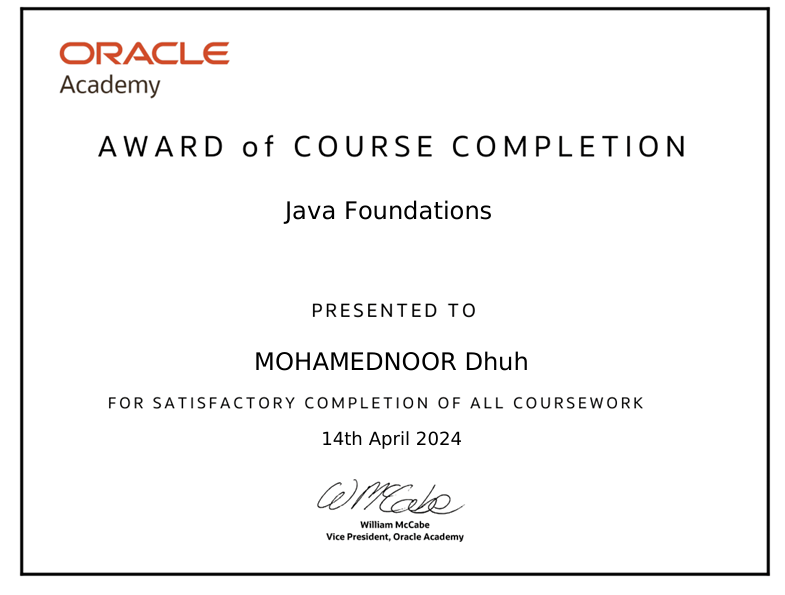 ORACLE
Academy
AWARD of COURSE COMPLETION
Java Foundations
PRESENTED TO
MOHAMEDNOOR Dhuh
FOR SATISFACTORY COMPLETION OF ALL COURSEWORK
14th April 2024
WMcCabe
William McCabe
Vice President, Oracle Academy